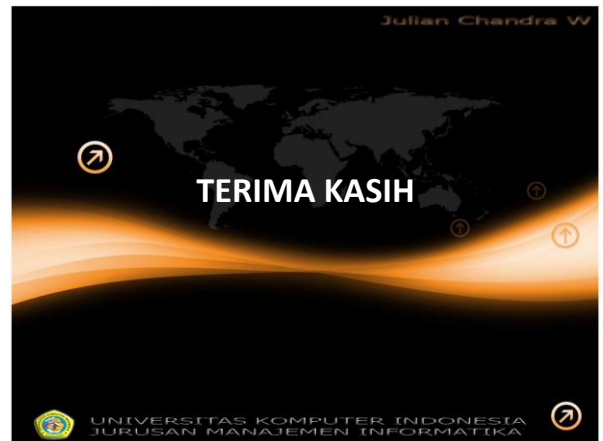 Julian Chandra W
TERIMA KASIH
UNIVERSITAS KOMPUTER INDONESIA
JURUSAN MANAJEMEN INFORMATIKA